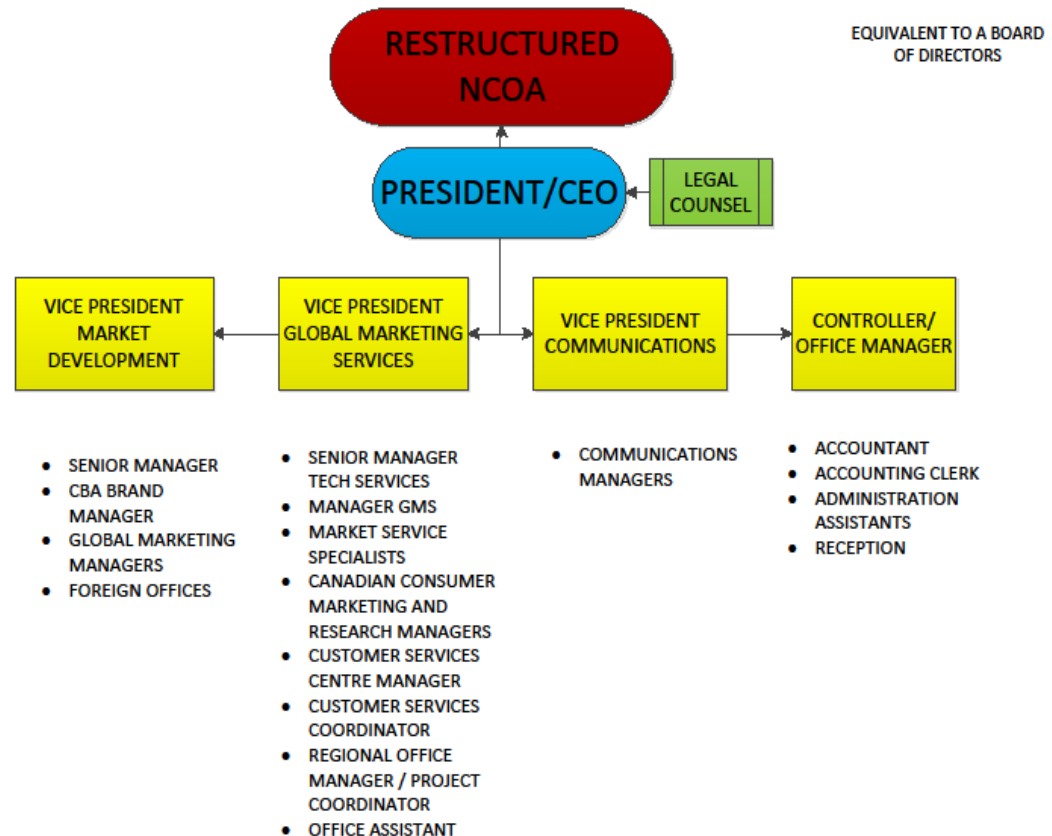 RESTRUCTURED
NCOA
EQUIVALENT TO A BOARD
OF DIRECTORS
PRESIDENT/CEO
LEGAL
COUNSEL
VICE PRESIDENT
MARKET
DEVELOPMENT
VICE PRESIDENT
GLOBAL MARKETING
SERVICES
VICE PRESIDENT
COMMUNICATIONS
CONTROLLER/
OFFICE MANAGER
• SENIOR MANAGER
• CBA BRAND
MANAGER
• GLOBAL MARKETING
MANAGERS
• FOREIGN OFFICES
• SENIOR MANAGER
TECH SERVICES
• MANAGER GMS
• MARKET SERVICE
SPECIALISTS
• CANADIAN CONSUMER
MARKETING AND
RESEARCH MANAGERS
• CUSTOMER SERVICES
CENTRE MANAGER
• CUSTOMER SERVICES
COORDINATOR
• REGIONAL OFFICE
MANAGER / PROJECT
COORDINATOR
• OFFICE ASSISTANT
• COMMUNICATIONS
MANAGERS
• ACCOUNTANT
• ACCOUNTING CLERK
• ADMINISTRATION
ASSISTANTS
• RECEPTION